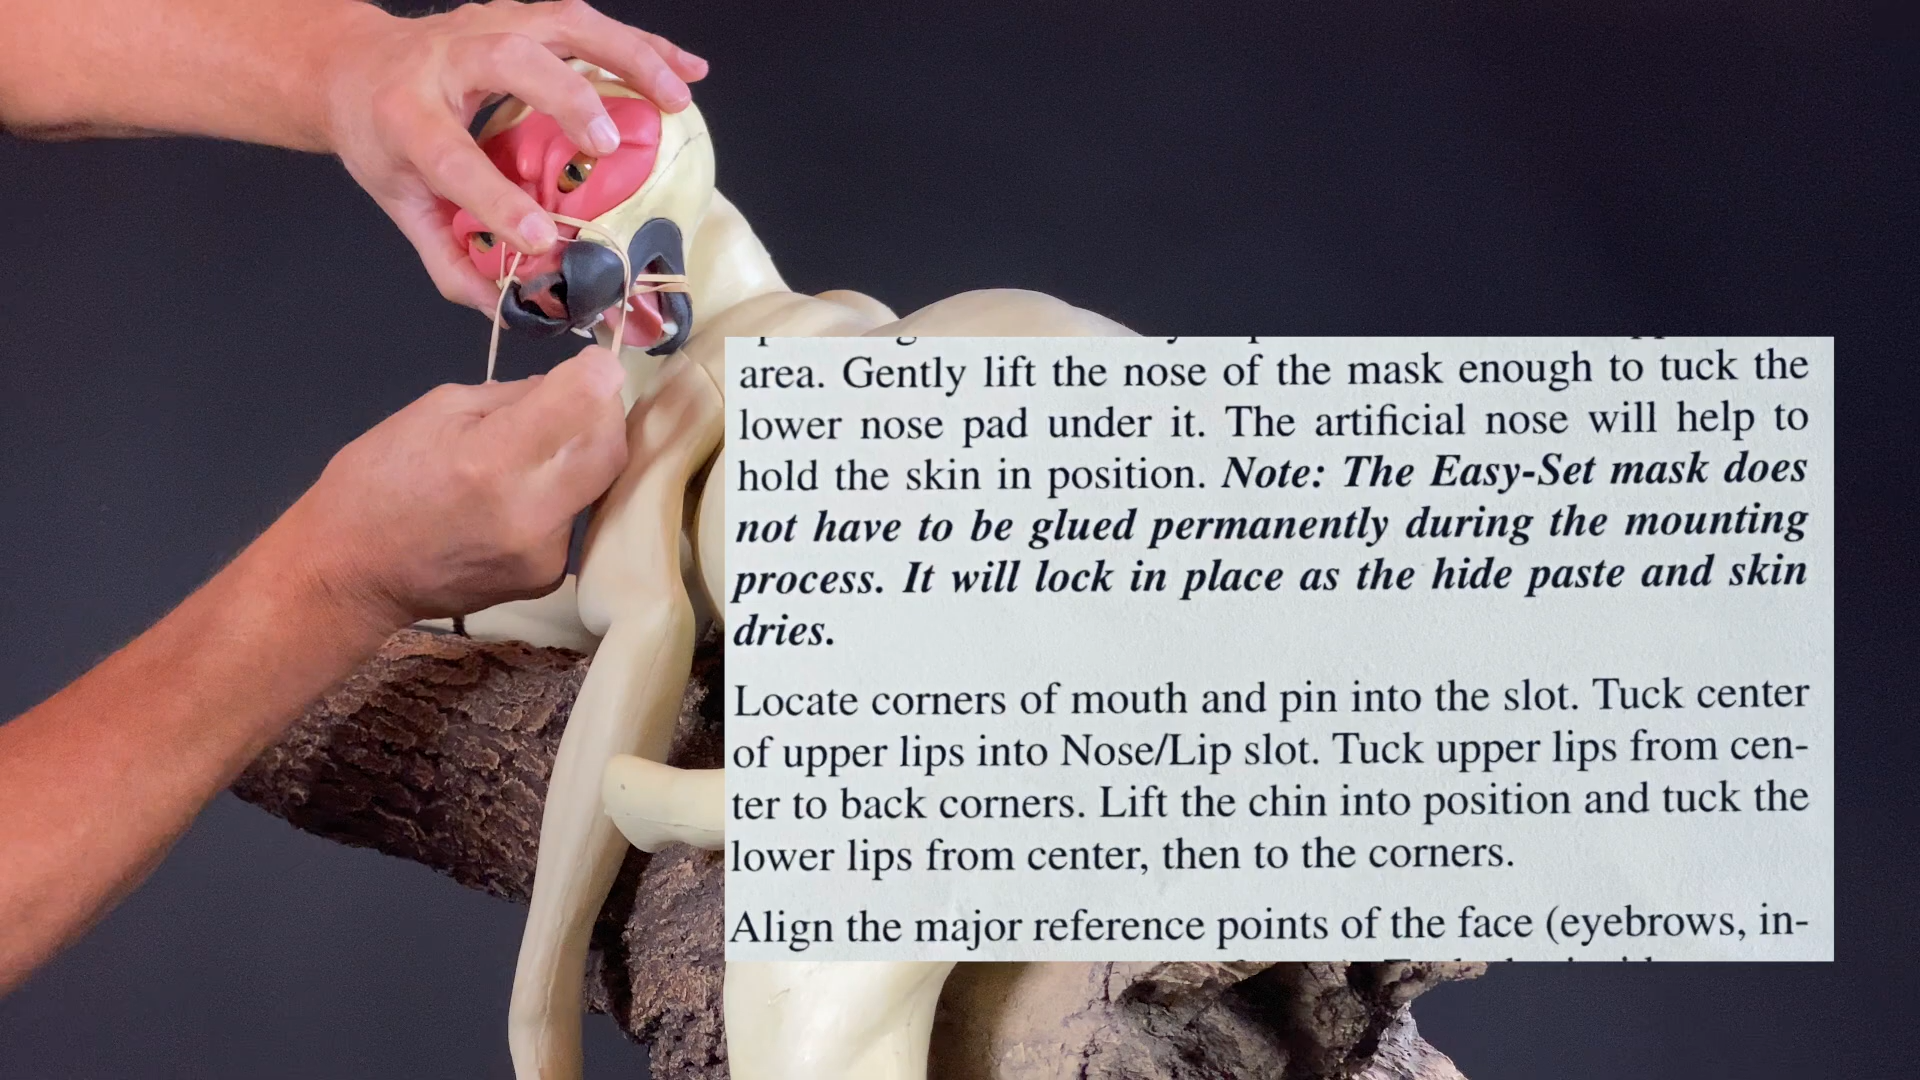 area. Gently lift the nose of the mask enough to tuck the
lower nose pad under it. The artificial nose will help to
hold the skin in position. Note: The Easy-Set mask does
not have to be glued permanently during the mounting
process. It will lock in place as the hide paste and skin
dries.
Locate corners of mouth and pin into the slot. Tuck center
of upper lips into Nose/Lip slot. Tuck upper lips from cen-
ter to back corners. Lift the chin into position and tuck the
lower lips from center, then to the corners.
Align the major reference points of the face (eyebrows, in-